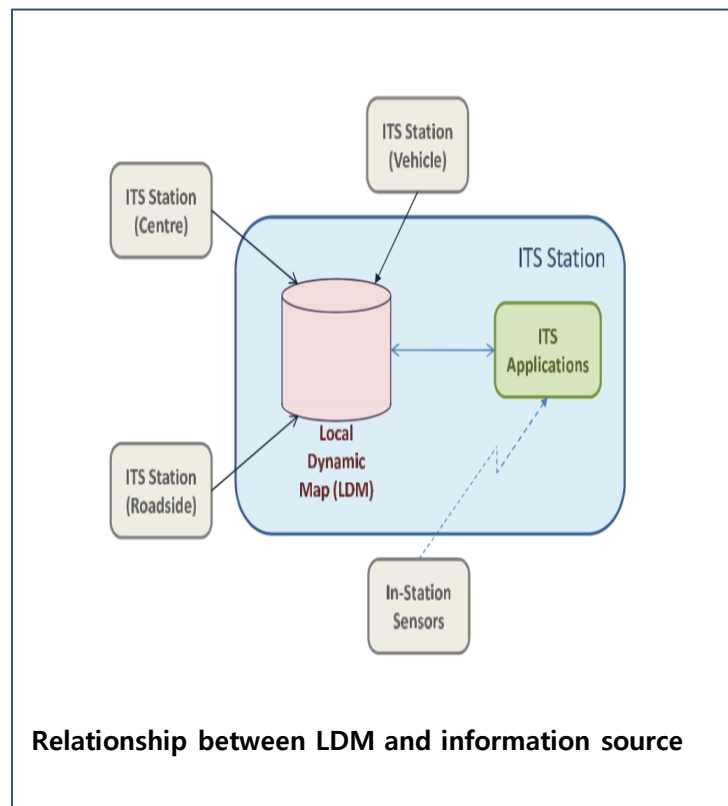 ITS Station
(Vehicle)
ITS Station
(Centre)
ITS Station
ITS
Applications
Local
Dynamic
Map (LDM)
ITS Station
(Roadside)
In-Station
Sensors
Relationship between LDM and information source